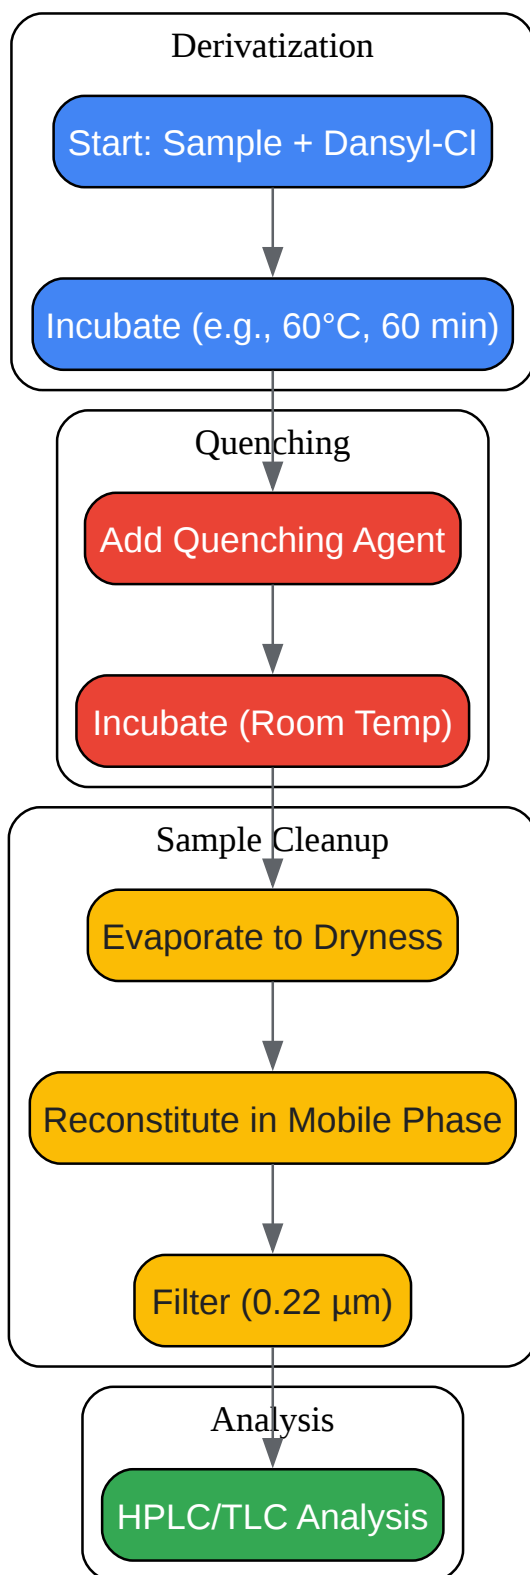 Derivatization
Start: Sample + Dansyl-Cl
Incubate (e.g., 60°C, 60 min)
Quenching
Add Quenching Agent
Incubate (Room Temp)
Sample Cleanup
Evaporate to Dryness
Reconstitute in Mobile Phase
Filter (0.22 µm)
Analysis
HPLC/TLC Analysis